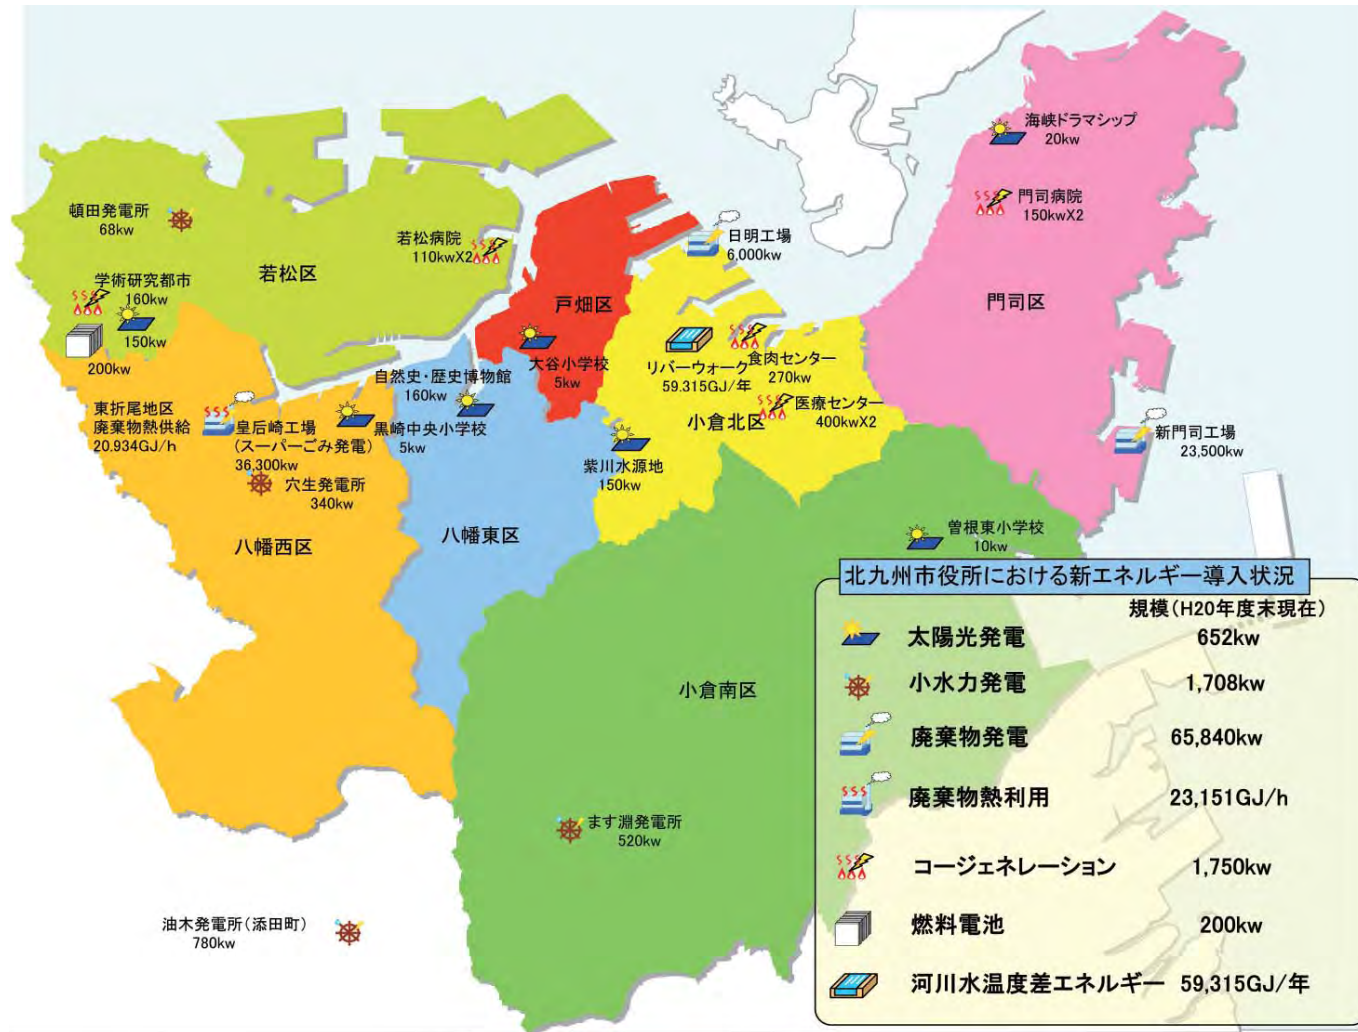 海峡ドラマシップ
20kw
門司病院
150kwX2
頓田発電所
68kw
若松病院
110kwX2
日明工場
6,000kw
学術研究都市
160kw
若松区
戸畑区
門司区
150kw
200kw
大谷小学校
5kw
リバーウォーク
59.315GJ/年
食肉センター
270kw
自然史・歴史博物館
160kw
東折尾地区
廃棄物熱供給
20.934GJ/h
皇后崎工場
(スーパーごみ発電)
36,300kw
黒崎中央小学校
5kw
小倉北区
医療センター
400kwX2
新門司工場
23,500kw
紫川水源地
150kw
穴生発電所
340kw
八幡西区
八幡東区
曽根東小学校
10kw
小倉南区
ます淵発電所
520kw
油木発電所(添田町)
780kw
北九州市役所における新エネルギー導入状況
規模(H20年度末現在)
太陽光発電 652kw
小水力発電 1,708kw
廃棄物発電 65,840kw
廃棄物熱利用 23,151GJ/h
コージェネレーション 1,750kw
燃料電池 200kw
河川水温度差エネルギー 59,315GJ/年